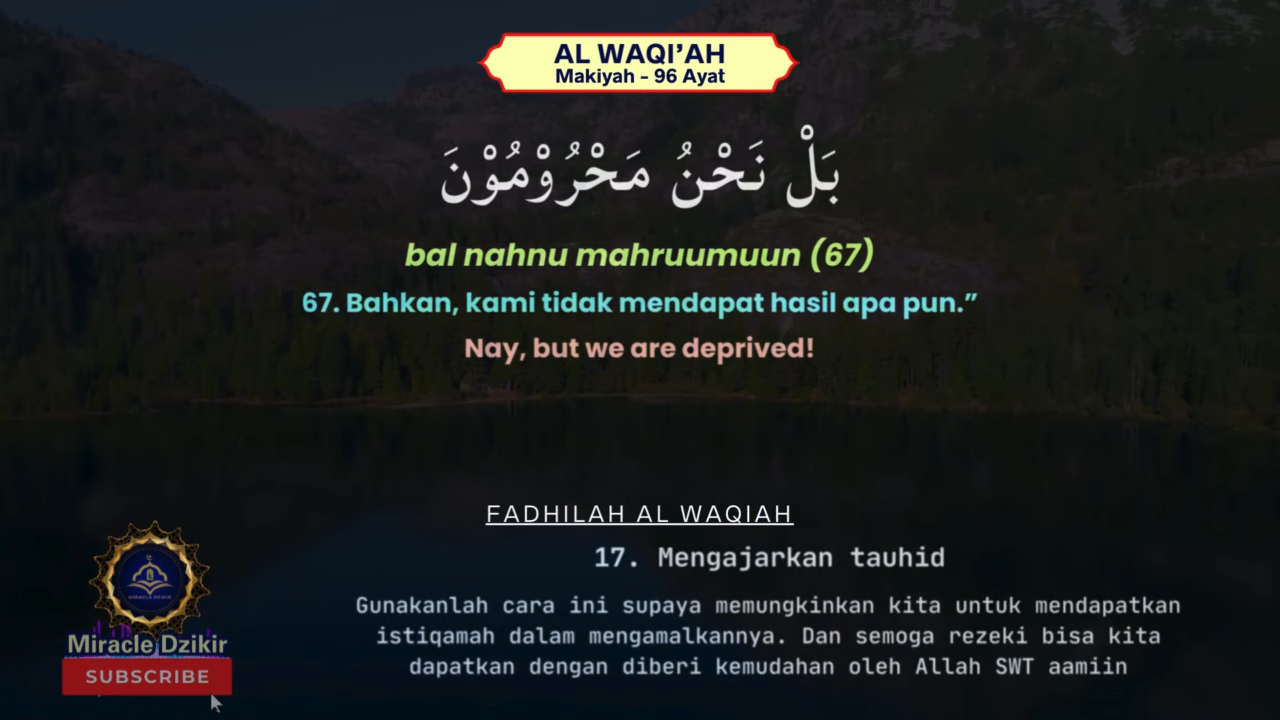 AL WAQI’AH
Makiyah - 96 Ayat
بَلْ نَحْنُ مَحْرُوْمُوْنَ
bal nahnu mahruumuun (67)
67. Bahkan, kami tidak mendapat hasil apa pun.”
Nay, but we are deprived!
FADHILAH AL WAQIAH
17. Mengajarkan tauhid
Gunakanlah cara ini supaya memungkinkan kita untuk mendapatkan
istiqamah dalam mengamalkannya. Dan semoga rezeki bisa kita
dapatkan dengan diberi kemudahan oleh Allah SWT aamiin
MIRACLE DZIKIR
Miracle Dzikir
SUBSCRIBE